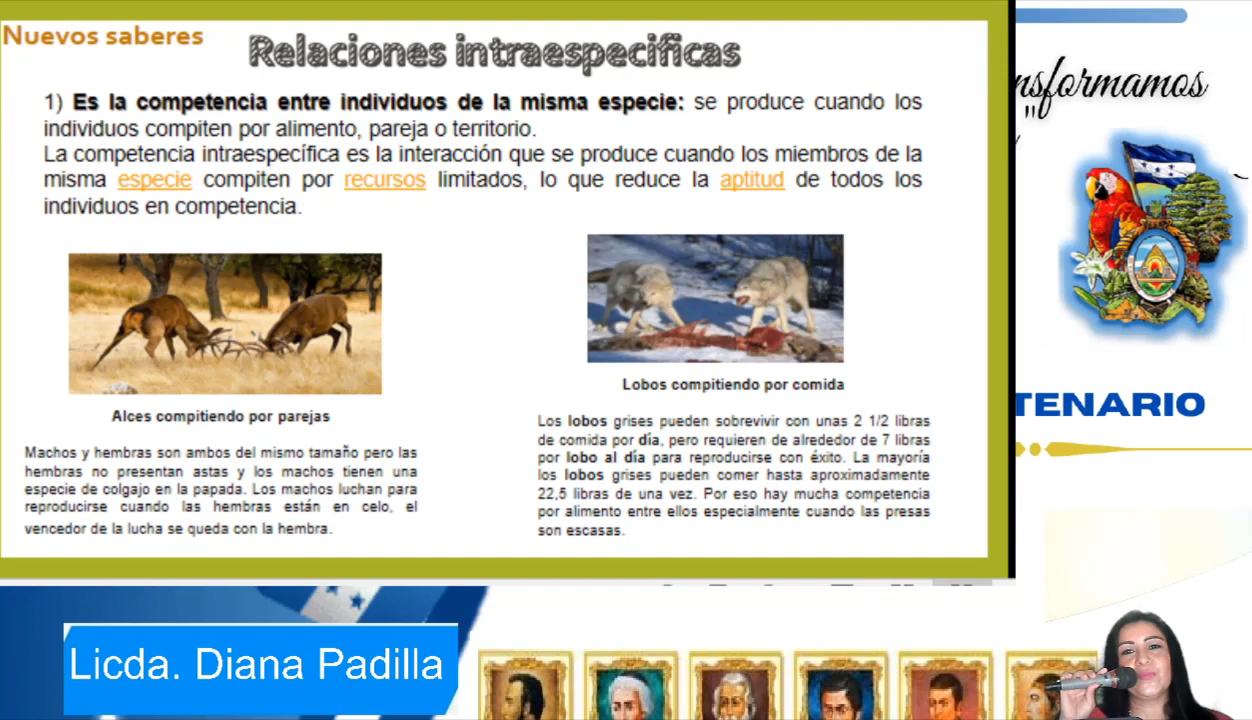 Nuevos saberes
Relaciones intraespecificas
1) Es la competencia entre individuos de la misma especie: se produce cuando los
individuos compiten por alimento, pareja o territorio.
La competencia intraespecífica es la interacción que se produce cuando los miembros de la
misma especie compiten por recursos limitados, lo que reduce la aptitud de todos los
individuos en competencia.
Alces compitiendo por parejas
Machos y hembras son ambos del mismo tamaño pero las
hembras no presentan astas y los machos tienen una
especie de colgajo en la papada. Los machos luchan para
reproducirse cuando las hembras están en celo, el
vencedor de la lucha se queda con la hembra.
Lobos compitiendo por comida
Los lobos grises pueden sobrevivir con unas 2 1/2 libras
de comida por día, pero requieren de alrededor de 7 libras
por lobo al día para reproducirse con éxito. La mayoría
los lobos grises pueden comer hasta aproximadamente
22,5 libras de una vez. Por eso hay mucha competencia
por alimento entre ellos especialmente cuando las presas
son escasas.
nsformamos
"
TENARIO
Licda. Diana Padilla